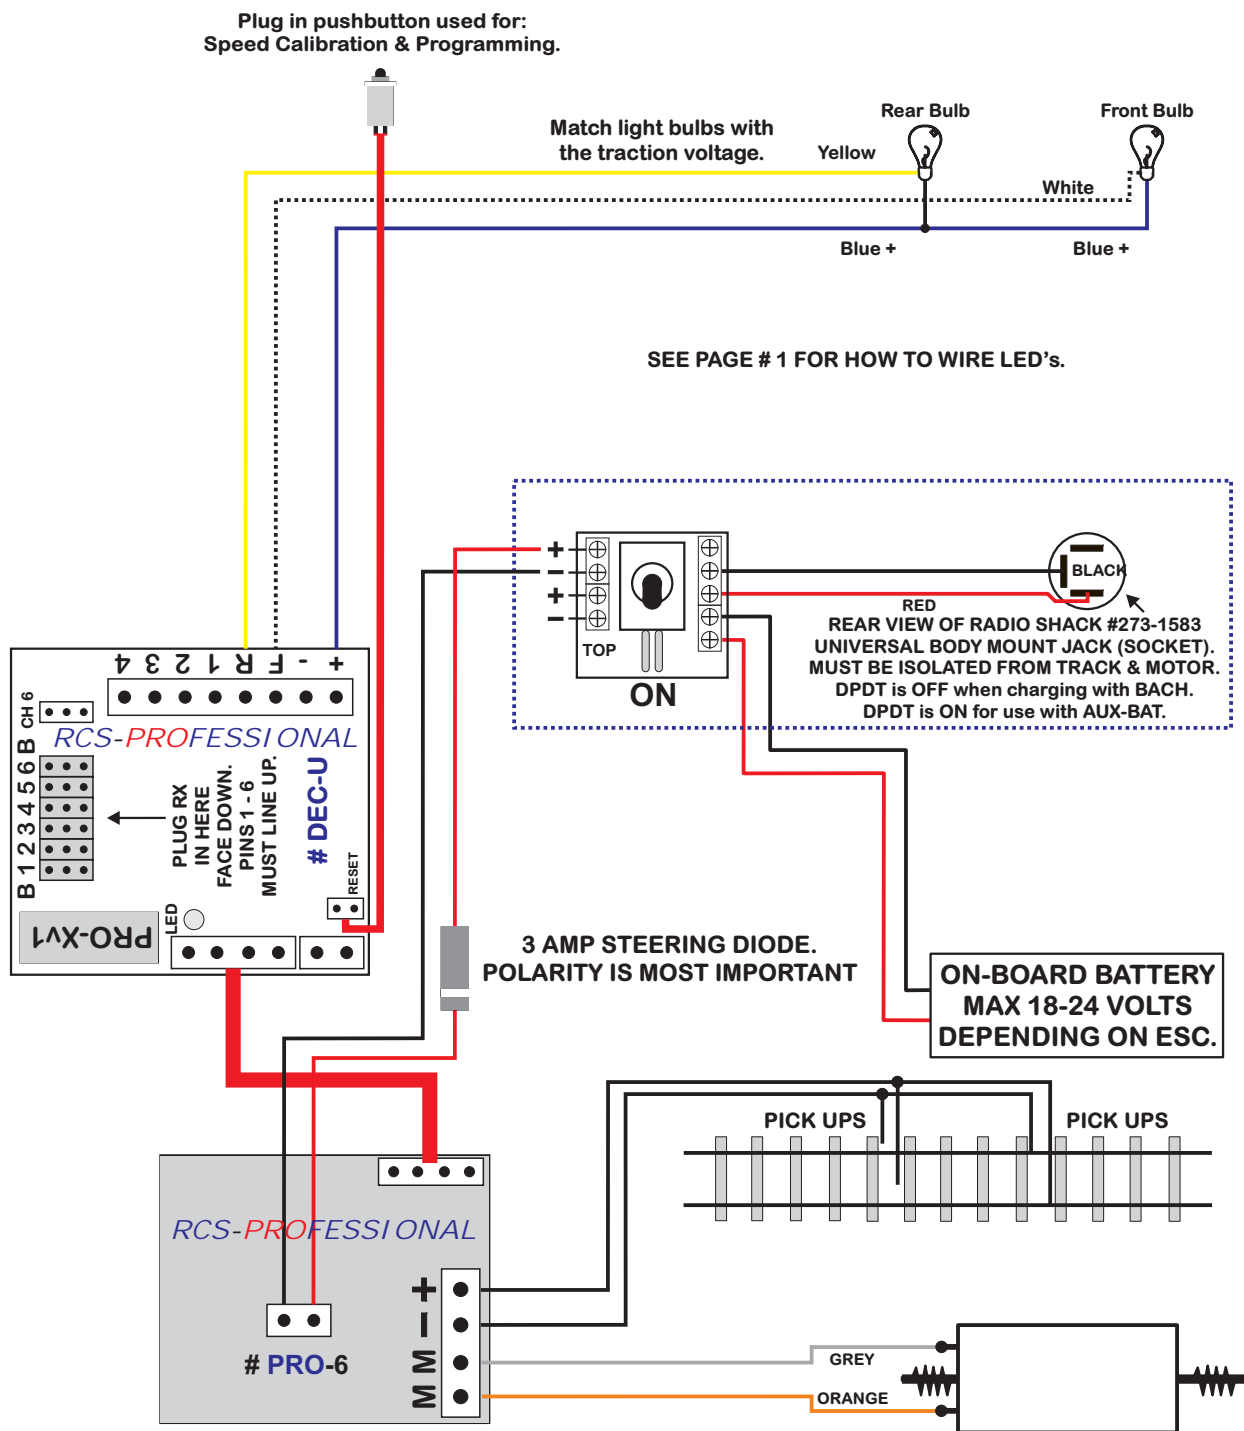 Plug in pushbutton used for:
Speed Calibration & Programming.
Rear Bulb
Front Bulb
Match light bulbs with
the traction voltage.
Yellow
White
Blue +
Blue +
SEE PAGE # 1 FOR HOW TO WIRE LED's.
+
−
+
−
TOP
ON
BLACK
RED
REAR VIEW OF RADIO SHACK #273-1583
UNIVERSAL BODY MOUNT JACK (SOCKET).
MUST BE ISOLATED FROM TRACK & MOTOR.
DPDT is OFF when charging with BACH.
DPDT is ON for use with AUX-BAT.
4 3 2 1 R F - +
CH 6
RCS-PROFESSIONAL
B 1 2 3 4 5 6 B
PLUG RX
IN HERE
FACE DOWN.
PINS 1 - 6
MUST LINE UP.
# DEC-U
RESET
LED
PRO-Xv1
3 AMP STEERING DIODE.
POLARITY IS MOST IMPORTANT
ON-BOARD BATTERY
MAX 18-24 VOLTS
DEPENDING ON ESC.
PICK UPS
PICK UPS
RCS-PROFESSIONAL
M M − +
# PRO-6
GREY
ORANGE